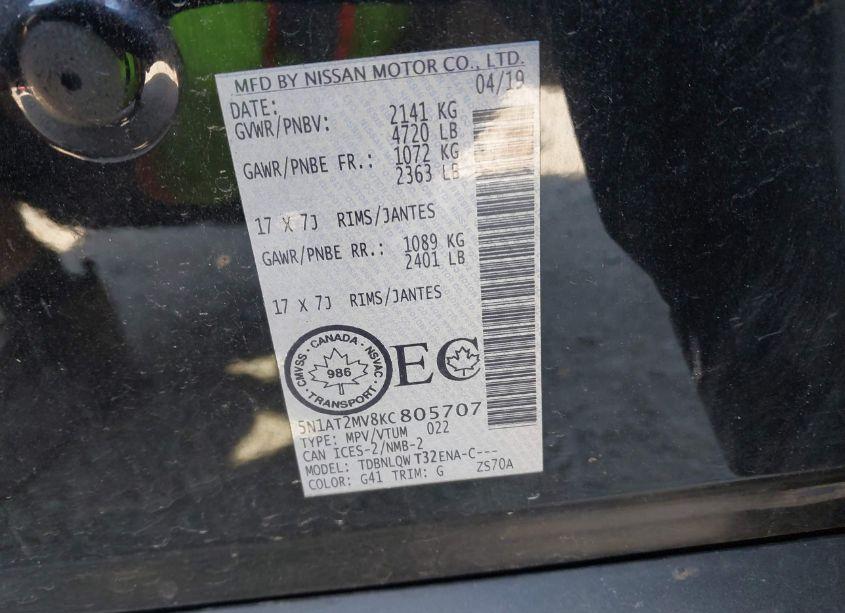 MFD BY NISSAN MOTOR CO., LTD.
DATE: 04/19
GVWR/PNBV: 2141 KG
4720 LB
GAWR/PNBE FR.: 1072 KG
2363 LB
17 X 7J RIMS/JANTES
GAWR/PNBE RR.: 1089 KG
2401 LB
17 X 7J RIMS/JANTES
CMVSS · CANADA · NSVAC
986
TRANSPORT
EC
5N1AT2MV8KC805707
TYPE: MPV/VTUM 022
CAN ICES-2/NMB-2
MODEL: TDBNLQW T32ENA-C---
COLOR: G41 TRIM: G ZS70A